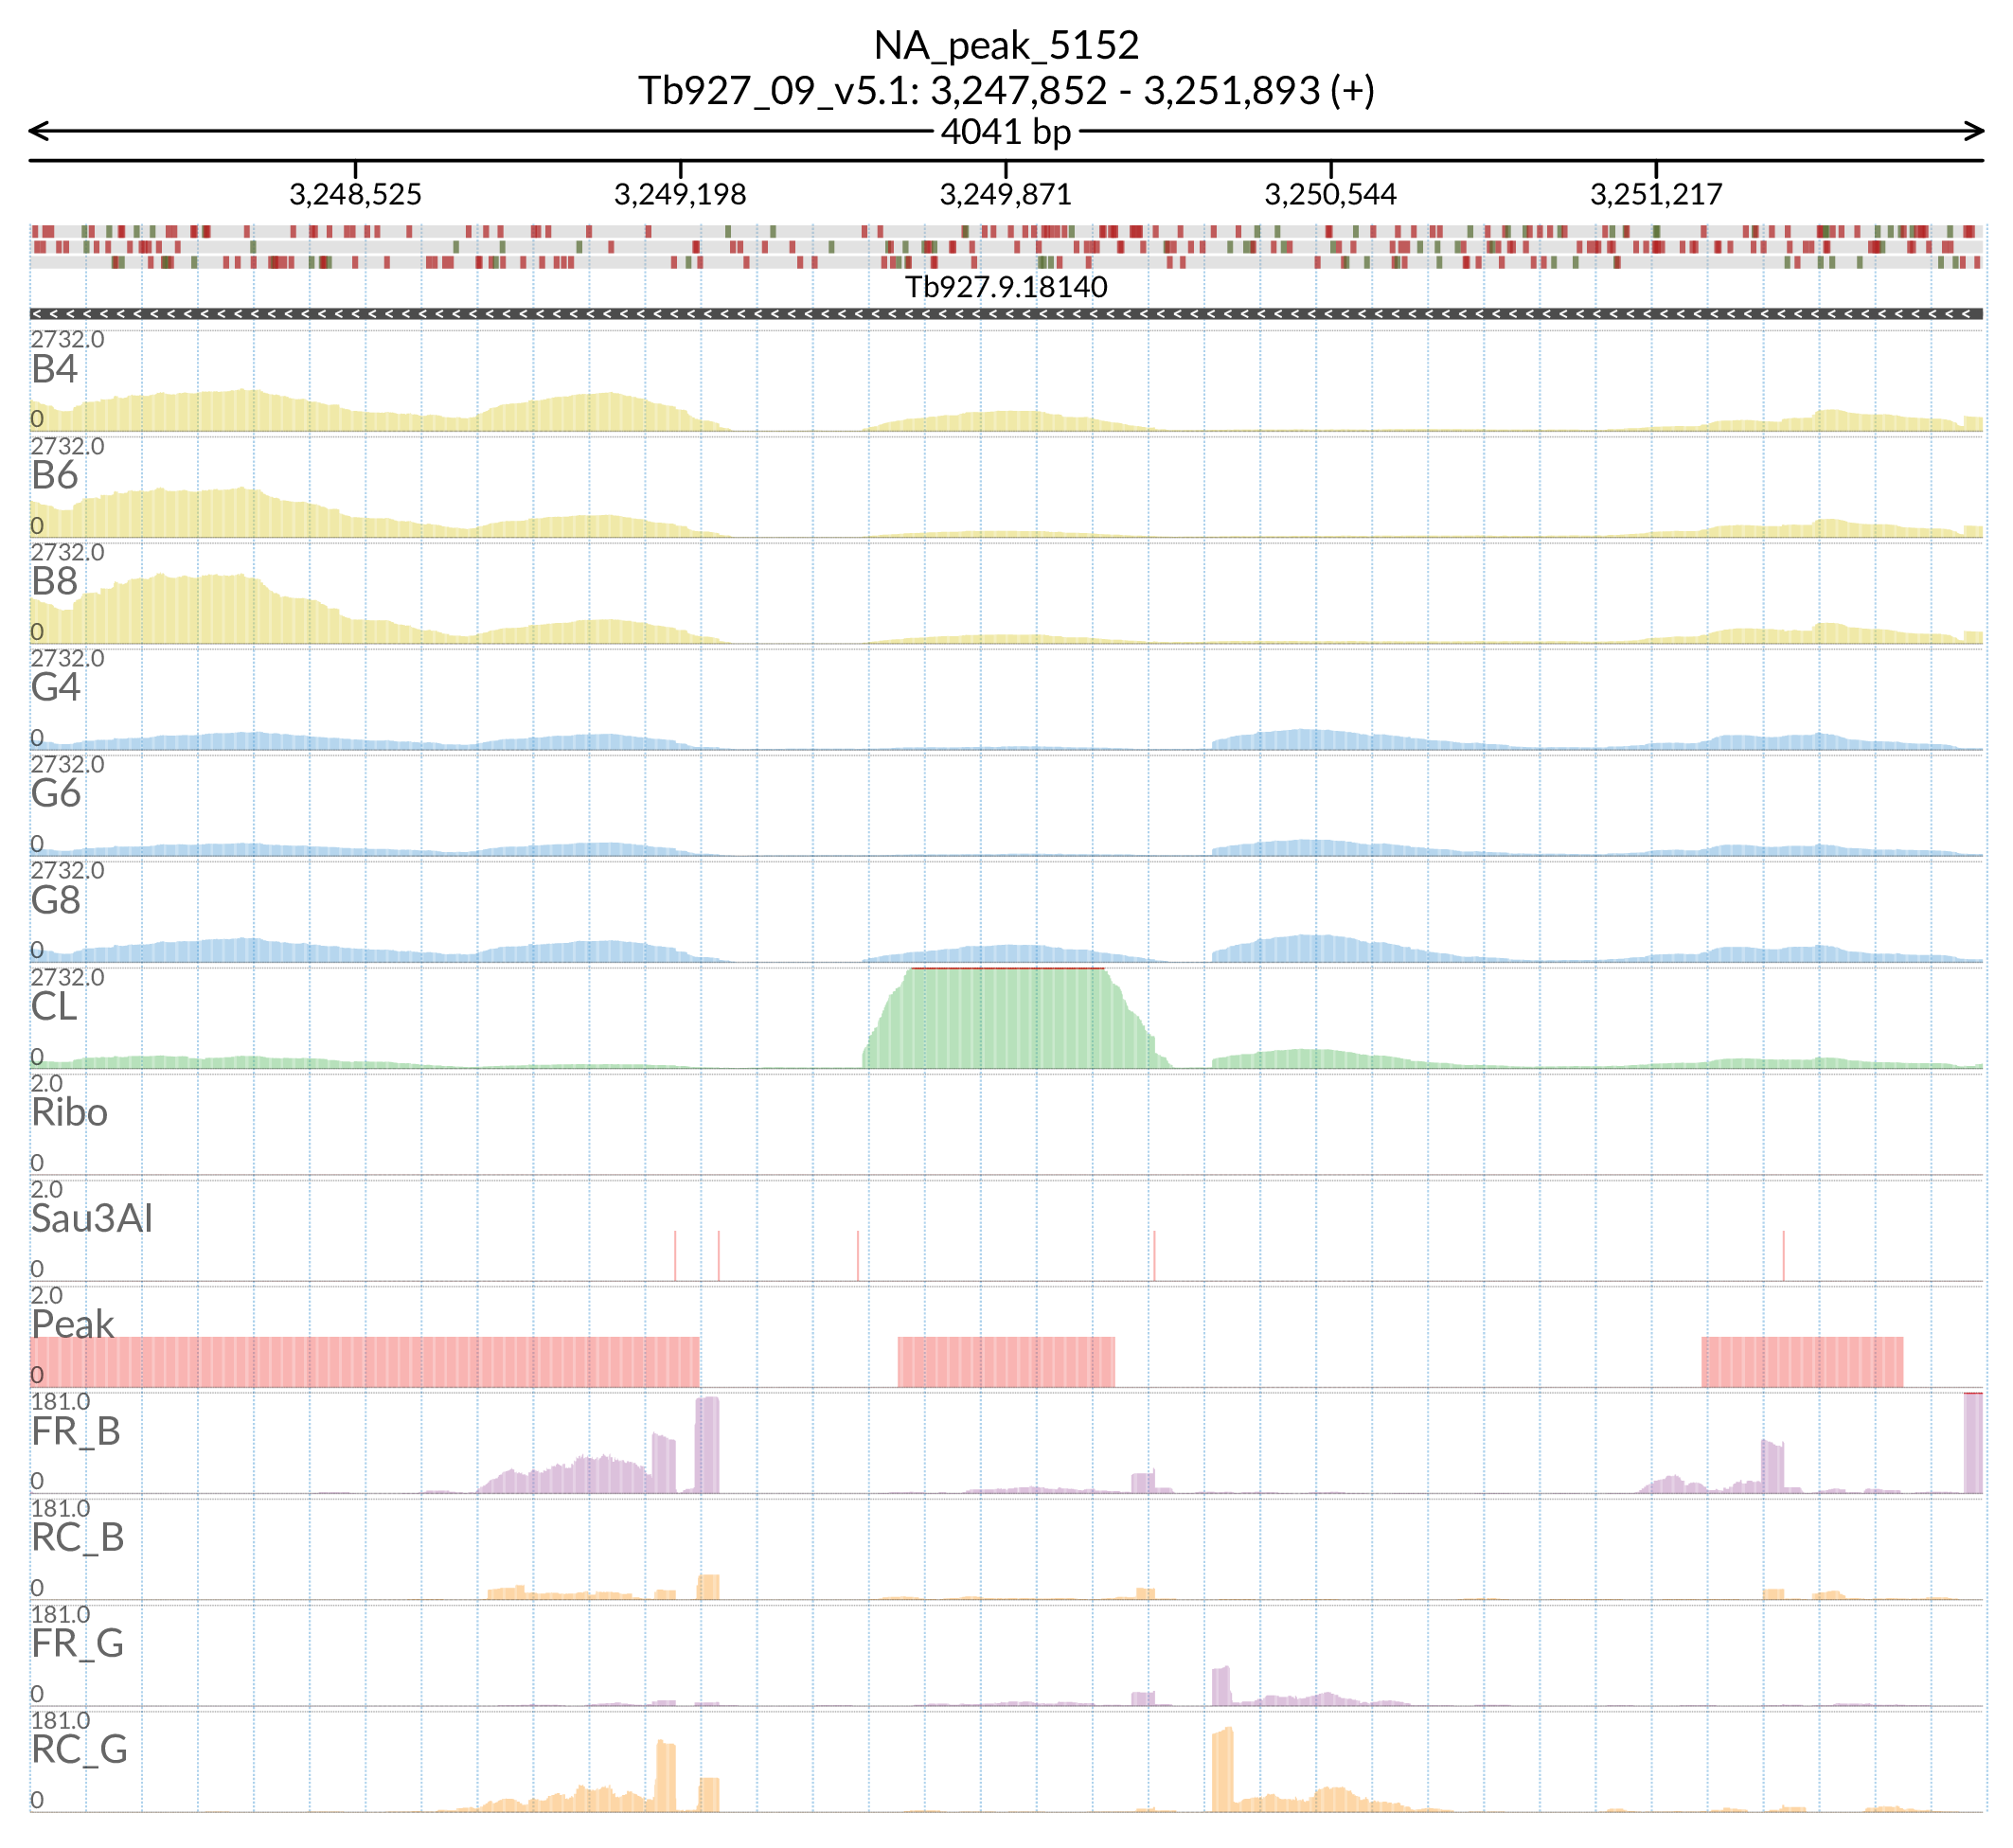 NA_peak_5152
Tb927_09_v5.1: 3,247,852 - 3,251,893 (+)
4041 bp
3,248,525 3,249,198 3,249,871 3,250,544 3,251,217
Tb927.9.18140
2732.0
B4
0
2732.0
B6
0
2732.0
B8
0
2732.0
G4
0
2732.0
G6
0
2732.0
G8
0
2732.0
CL
0
2.0
Ribo
0
2.0
Sau3AI
0
2.0
Peak
0
181.0
FR_B
0
181.0
RC_B
0
181.0
FR_G
0
181.0
RC_G
0